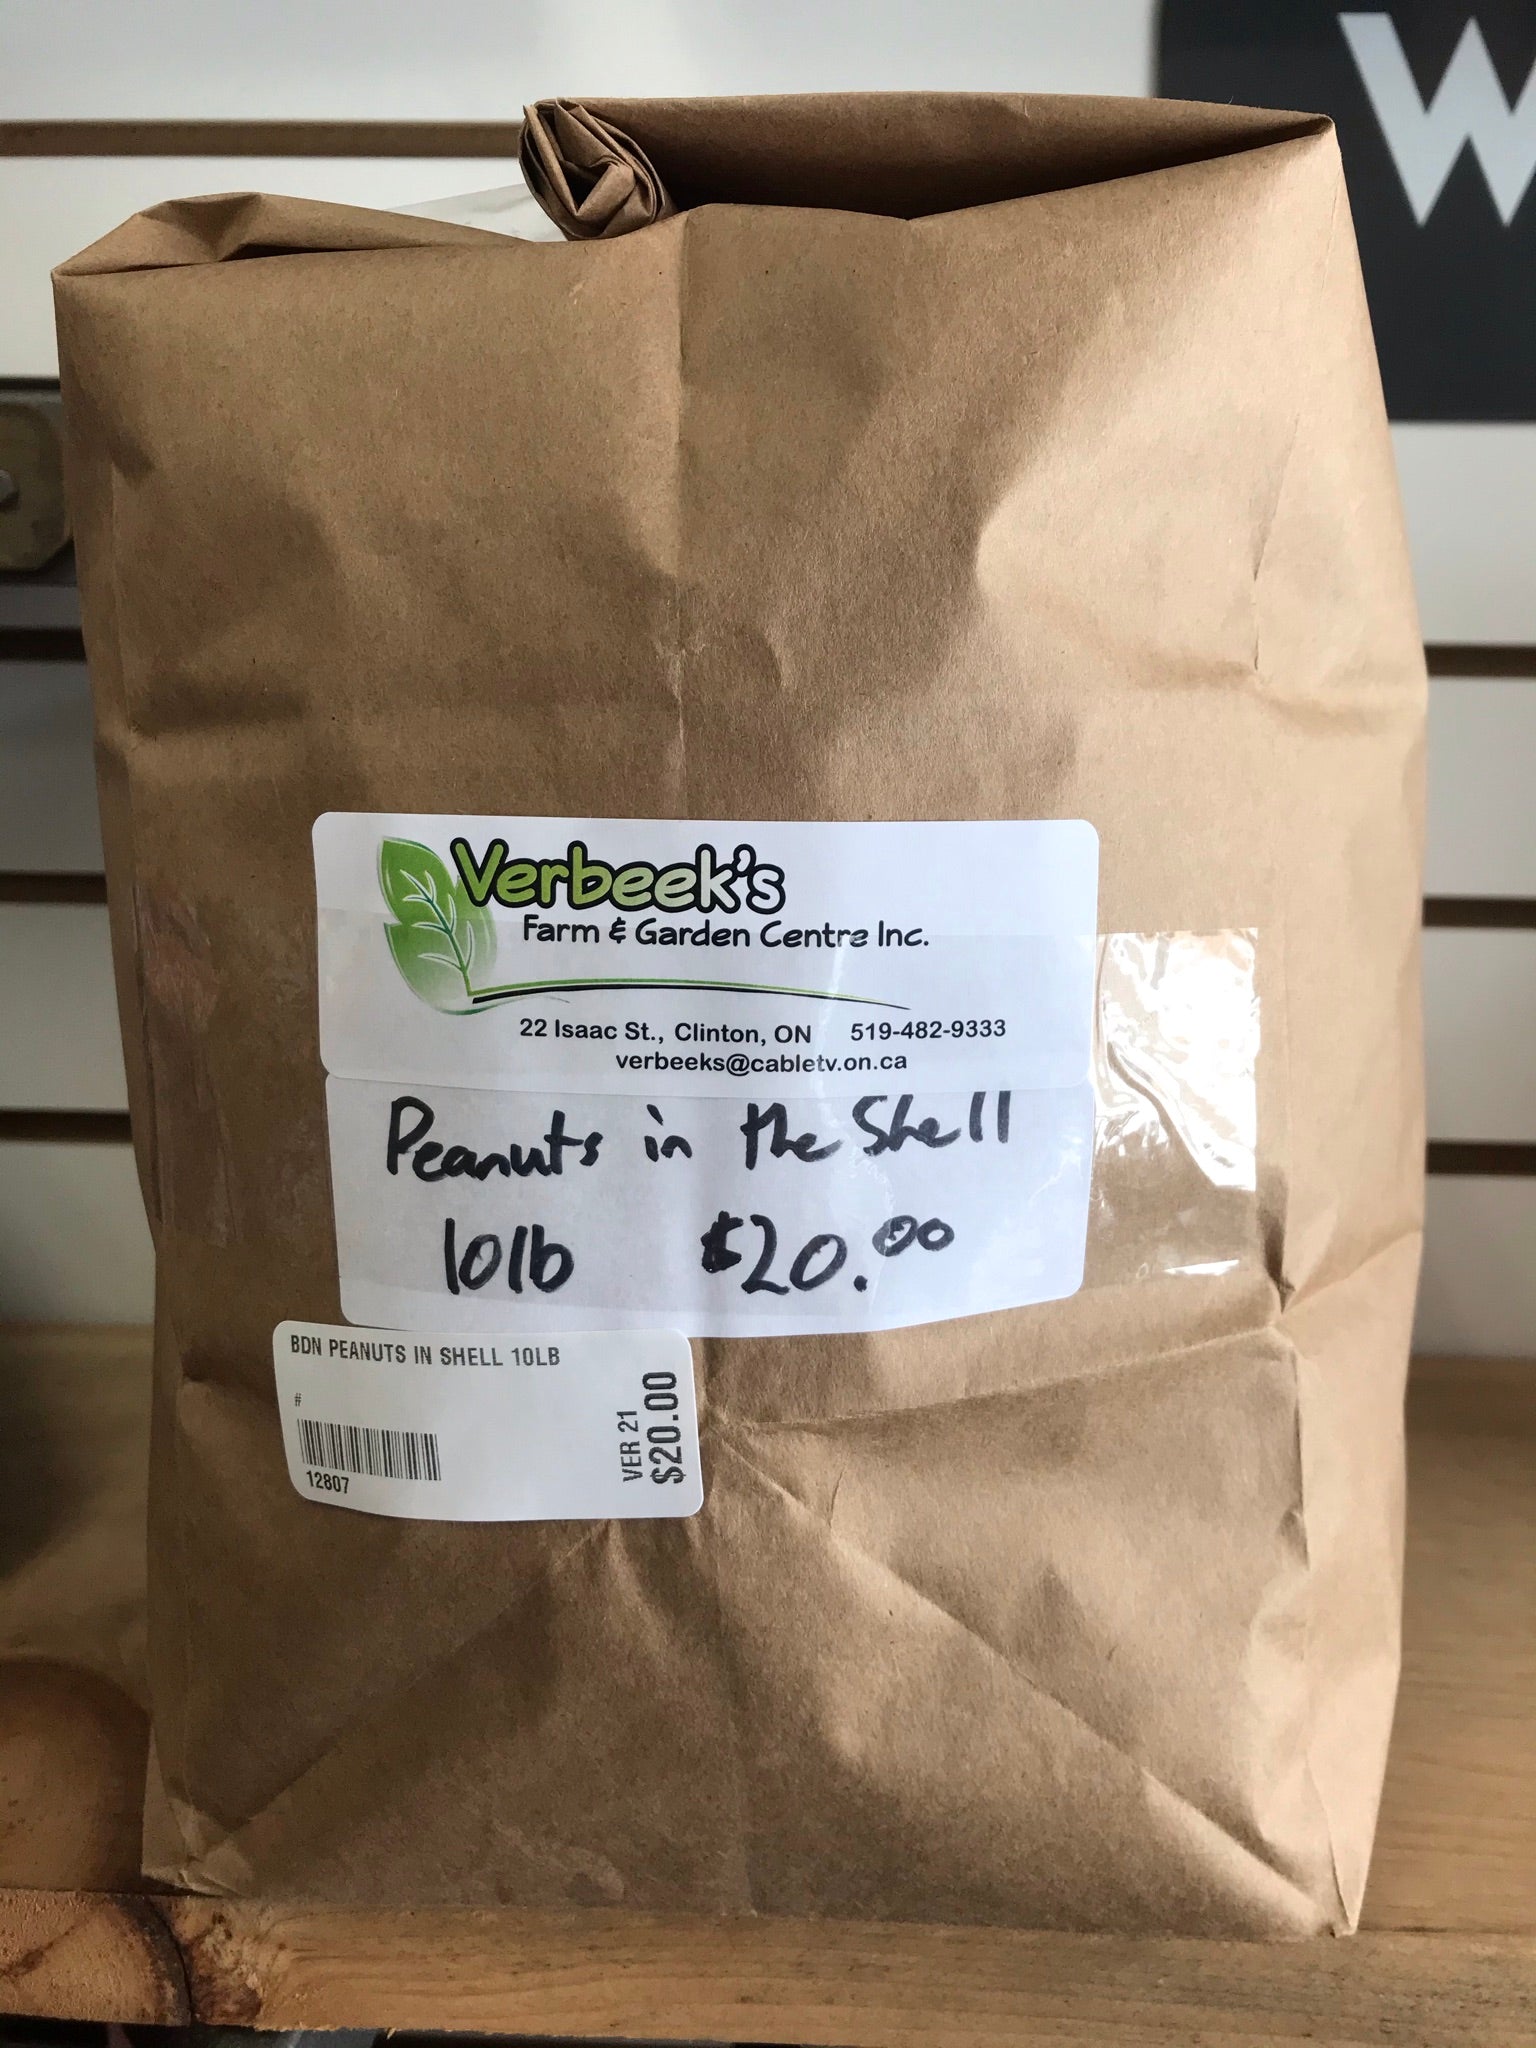 W
Verbeek's
Farm & Garden Centre Inc.
22 Isaac St., Clinton, ON 519-482-9333
verbeeks@cabletv.on.ca
Peanuts in the Shell
10lb $20.00
BDN PEANUTS IN SHELL 10LB
#
12807
VER 21
$20.00